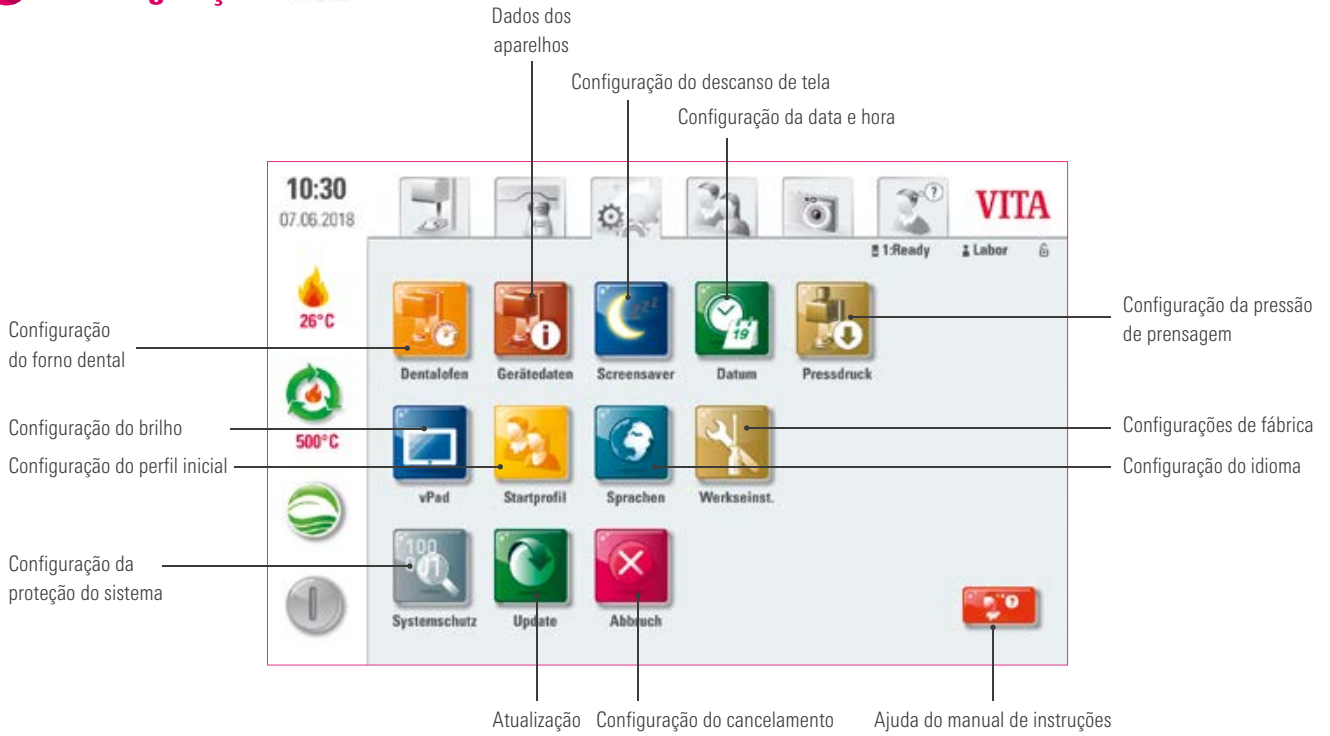 Dados dos
aparelhos
Configuração do descanso de tela
Configuração da data e hora
10:30
07.06.2018
VITA
1:Ready
Labor
26°C
500°C
Configuração
do forno dental
Configuração da pressão
de prensagem
Dentalofen
Gerätedaten
Screensaver
Datum
Pressdruck
Configuração do brilho
Configuração do perfil inicial
Configurações de fábrica
Configuração do idioma
vPad
Startprofil
Sprachen
Werkseinst.
Configuração da
proteção do sistema
Systemschutz
Update
Abbruch
Atualização
Configuração do cancelamento
Ajuda do manual de instruções